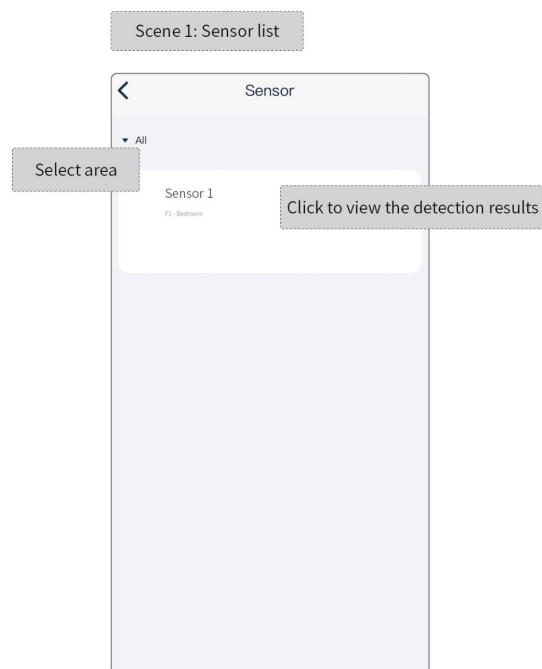 Scene 1: Sensor list
Sensor
All
Select area
Sensor 1
F1 - Bedroom
Click to view the detection results